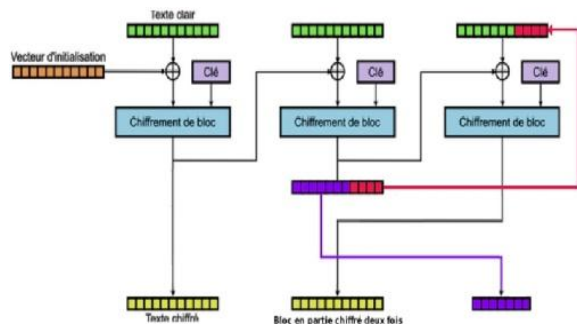 Texte clair
Vecteur d'initialisation
Clé
Clé
Clé
Chiffrement de bloc
Chiffrement de bloc
Chiffrement de bloc
Texte chiffré
Bloc en partie chiffré deux fois